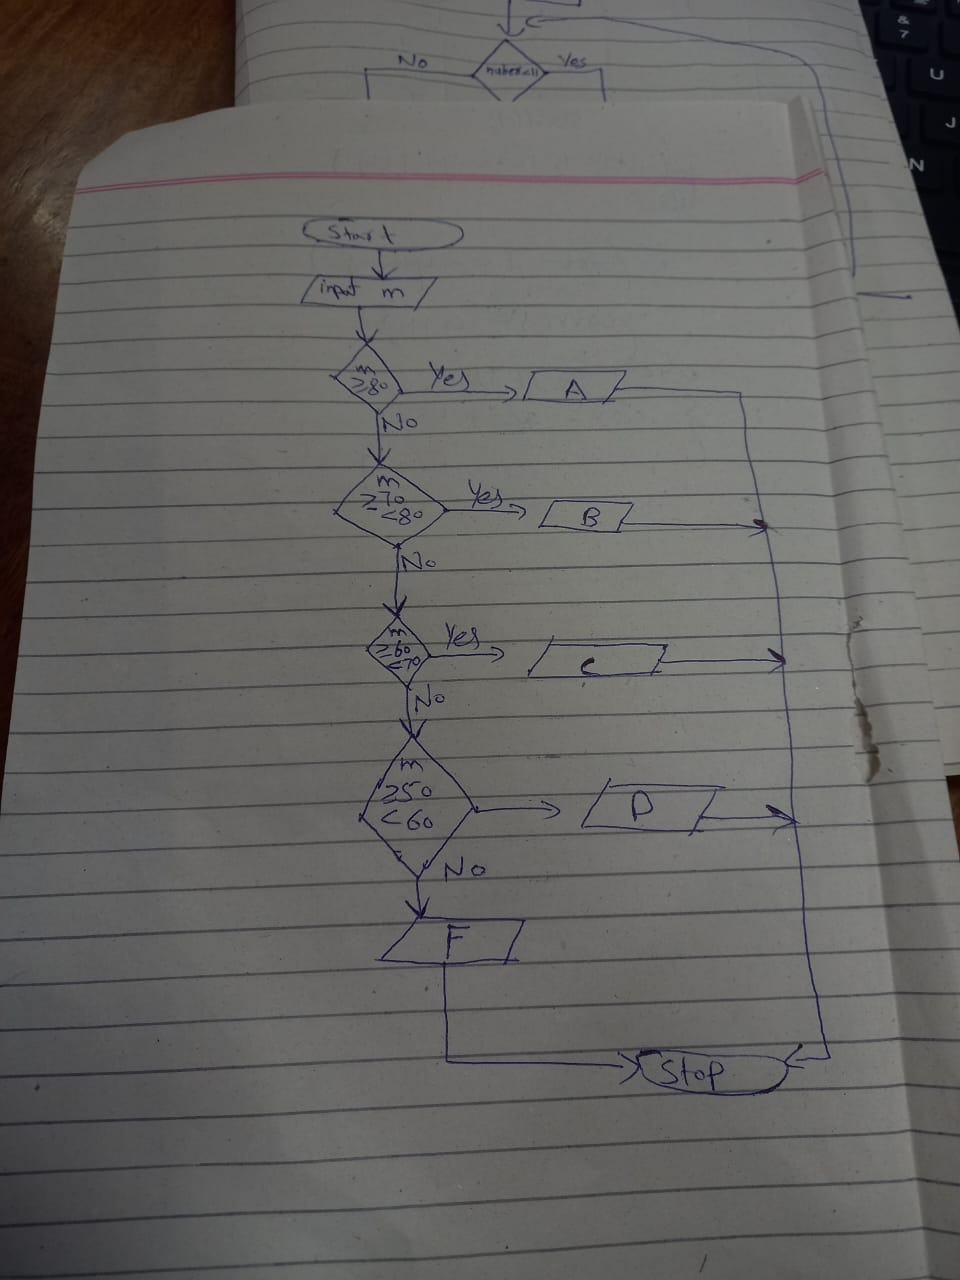 No
Yes
Start
input m
m
≥80
Yes
A
No
m
≥70
<80
Yes
B
No
m
≥60
<70
Yes
C
No
m
≥50
<60
D
No
F
Stop
&
7
U
J
N